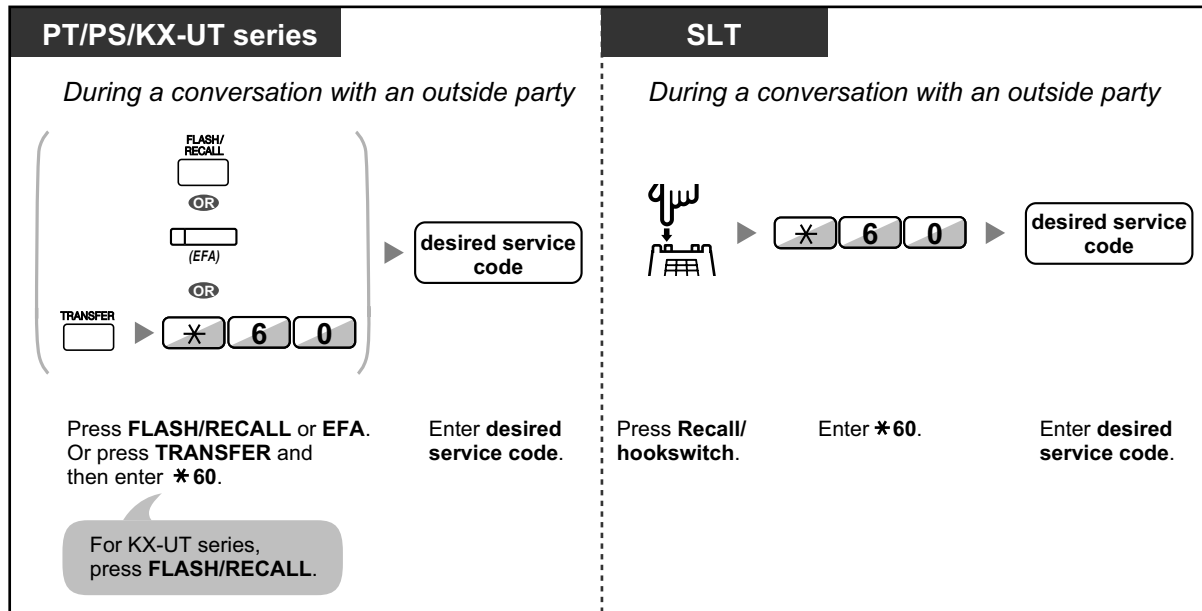 PT/PS/KX-UT series
During a conversation with an outside party
FLASH/
RECALL
OR
(EFA)
OR
TRANSFER
* 6 0
desired service
code
Press FLASH/RECALL or EFA.
Or press TRANSFER and
then enter *60.
Enter desired
service code.
For KX-UT series,
press FLASH/RECALL.
SLT
During a conversation with an outside party
* 6 0
desired service
code
Press Recall/
hookswitch.
Enter *60.
Enter desired
service code.